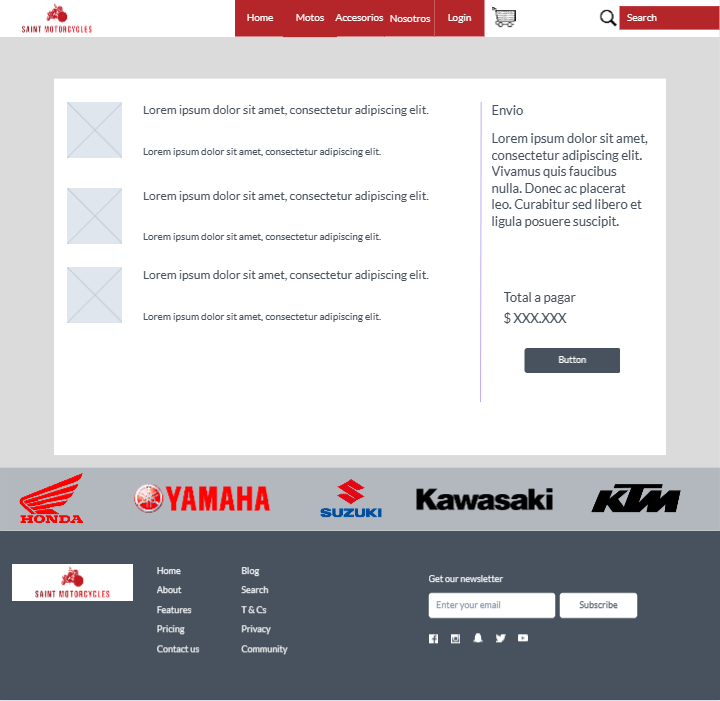 SAINT MOTORCYCLES
Home
Motos
Accesorios
Nosotros
Login
Search
Lorem ipsum dolor sit amet, consectetur adipiscing elit.
Lorem ipsum dolor sit amet, consectetur adipiscing elit.
Lorem ipsum dolor sit amet, consectetur adipiscing elit.
Lorem ipsum dolor sit amet, consectetur adipiscing elit.
Lorem ipsum dolor sit amet, consectetur adipiscing elit.
Lorem ipsum dolor sit amet, consectetur adipiscing elit.
Envio
Lorem ipsum dolor sit amet,
consectetur adipiscing elit.
Vivamus quis faucibus
nulla. Donec ac placerat
leo. Curabitur sed libero et
ligula posuere suscipit.
Total a pagar
$ XXX.XXX
Button
HONDA
YAMAHA
SUZUKI
Kawasaki
KTM
SAINT MOTORCYCLES
Home
About
Features
Pricing
Contact us
Blog
Search
T & Cs
Privacy
Community
Get our newsletter
Enter your email
Subscribe